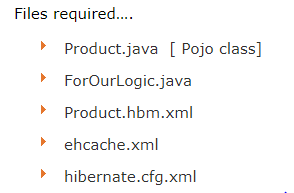 Files required....
Product.java [ Pojo class]
ForOurLogic.java
Product.hbm.xml
ehcache.xml
hibernate.cfg.xml